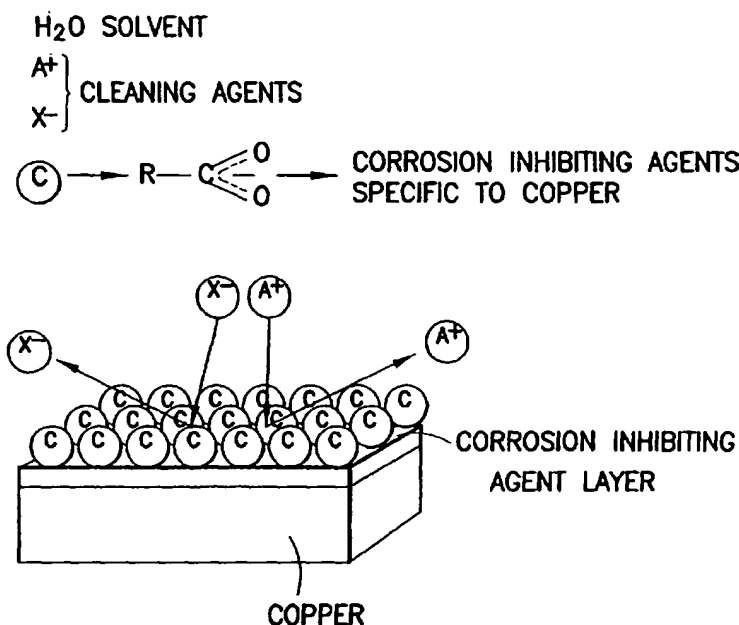 H₂O SOLVENT
A+
X−
CLEANING AGENTS
C R—C O O CORROSION INHIBITING AGENTS
SPECIFIC TO COPPER
X− A+
X− A+
C C C C C C C
C C C C C C C
C C C C C C C
CORROSION INHIBITING
AGENT LAYER
COPPER